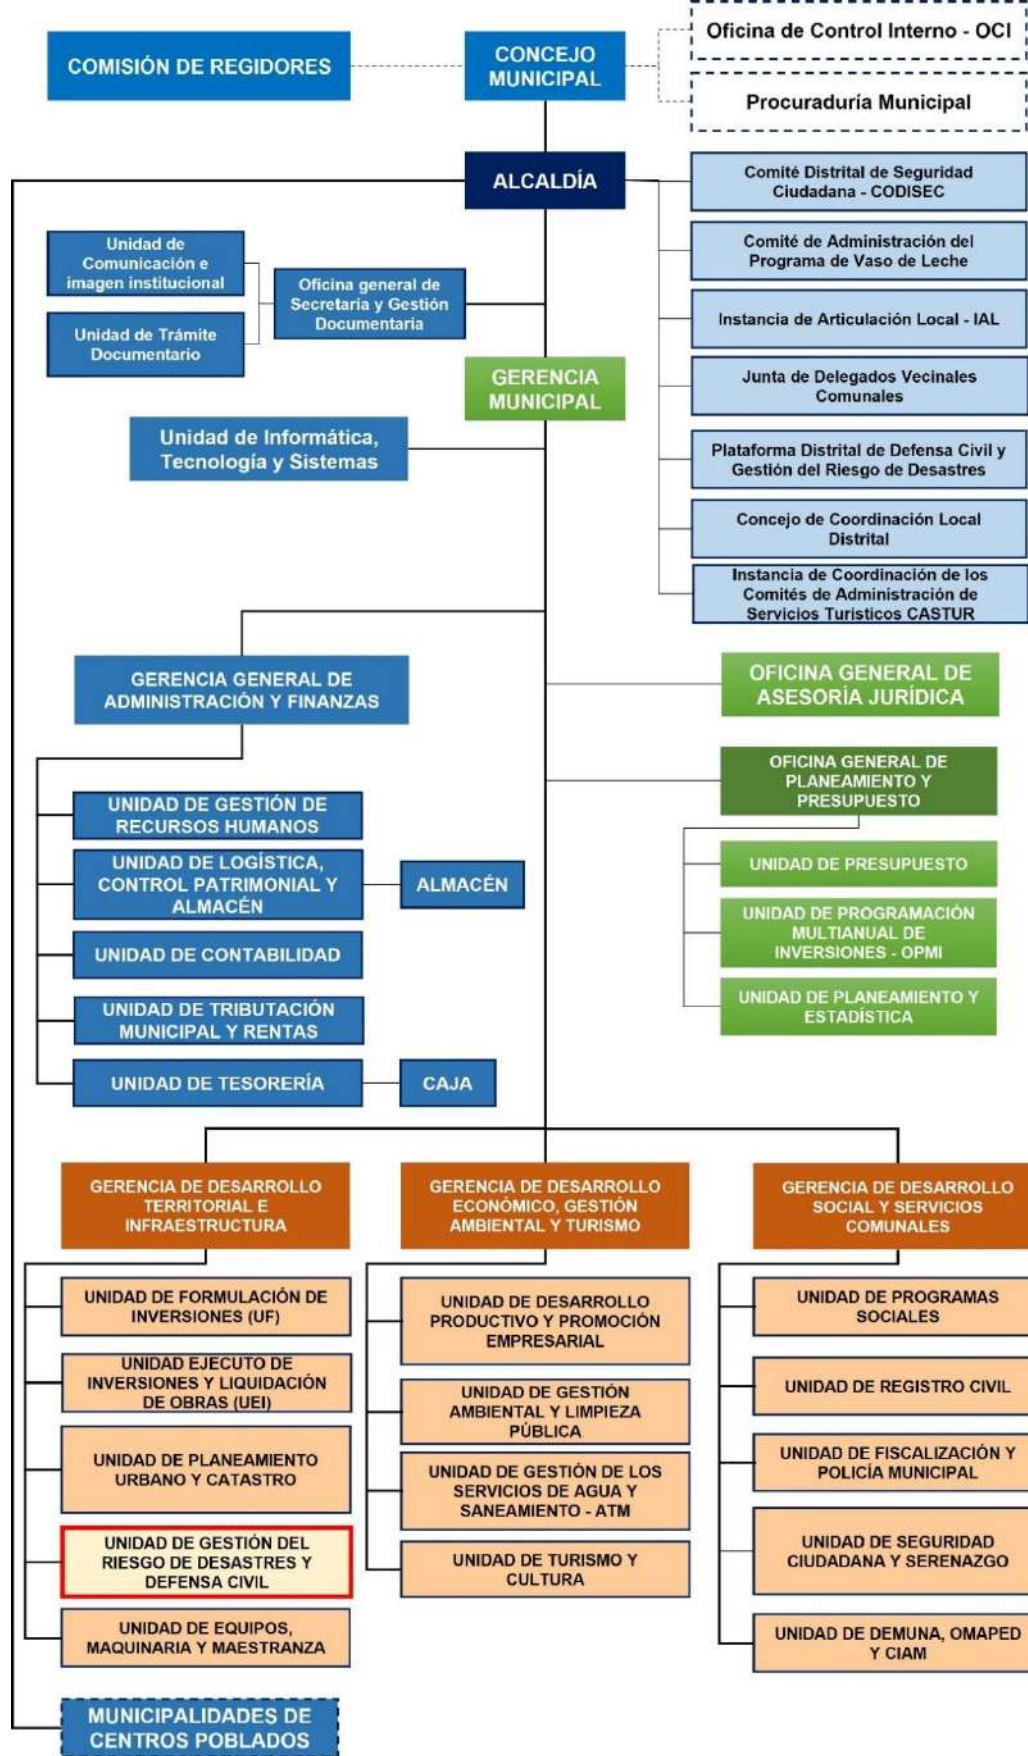 COMISIÓN DE REGIDORES
CONCEJO
MUNICIPAL
Oficina de Control Interno - OCI
Procuraduría Municipal
ALCALDÍA
Comité Distrital de Seguridad
Ciudadana - CODISEC
Comité de Administración del
Programa de Vaso de Leche
Instancia de Articulación Local - IAL
Junta de Delegados Vecinales
Comunales
Plataforma Distrital de Defensa Civil y
Gestión del Riesgo de Desastres
Concejo de Coordinación Local
Distrital
Instancia de Coordinación de los
Comités de Administración de
Servicios Turísticos CASTUR
Unidad de
Comunicación e
imagen institucional
Unidad de Trámite
Documentario
Oficina general de
Secretaria y Gestión
Documentaria
GERENCIA
MUNICIPAL
Unidad de Informática,
Tecnología y Sistemas
GERENCIA GENERAL DE
ADMINISTRACIÓN Y FINANZAS
OFICINA GENERAL DE
ASESORÍA JURÍDICA
OFICINA GENERAL DE
PLANEAMIENTO Y
PRESUPUESTO
UNIDAD DE PRESUPUESTO
UNIDAD DE PROGRAMACIÓN
MULTIANUAL DE
INVERSIONES - OPMI
UNIDAD DE PLANEAMIENTO Y
ESTADÍSTICA
UNIDAD DE GESTIÓN DE
RECURSOS HUMANOS
UNIDAD DE LOGÍSTICA,
CONTROL PATRIMONIAL Y
ALMACÉN
ALMACÉN
UNIDAD DE CONTABILIDAD
UNIDAD DE TRIBUTACIÓN
MUNICIPAL Y RENTAS
UNIDAD DE TESORERÍA
CAJA
GERENCIA DE DESARROLLO
TERRITORIAL E
INFRAESTRUCTURA
UNIDAD DE FORMULACIÓN DE
INVERSIONES (UF)
UNIDAD EJECUTO DE
INVERSIONES Y LIQUIDACIÓN
DE OBRAS (UEI)
UNIDAD DE PLANEAMIENTO
URBANO Y CATASTRO
UNIDAD DE GESTIÓN DEL
RIESGO DE DESASTRES Y
DEFENSA CIVIL
UNIDAD DE EQUIPOS,
MAQUINARIA Y MAESTRANZA
GERENCIA DE DESARROLLO
ECONÓMICO, GESTIÓN
AMBIENTAL Y TURISMO
UNIDAD DE DESARROLLO
PRODUCTIVO Y PROMOCIÓN
EMPRESARIAL
UNIDAD DE GESTIÓN
AMBIENTAL Y LIMPIEZA
PÚBLICA
UNIDAD DE GESTIÓN DE LOS
SERVICIOS DE AGUA Y
SANEAMIENTO - ATM
UNIDAD DE TURISMO Y
CULTURA
GERENCIA DE DESARROLLO
SOCIAL Y SERVICIOS
COMUNALES
UNIDAD DE PROGRAMAS
SOCIALES
UNIDAD DE REGISTRO CIVIL
UNIDAD DE FISCALIZACIÓN Y
POLICÍA MUNICIPAL
UNIDAD DE SEGURIDAD
CIUDADANA Y SERENAZGO
UNIDAD DE DEMUNA, OMAPED
Y CIAM
MUNICIPALIDADES DE
CENTROS POBLADOS